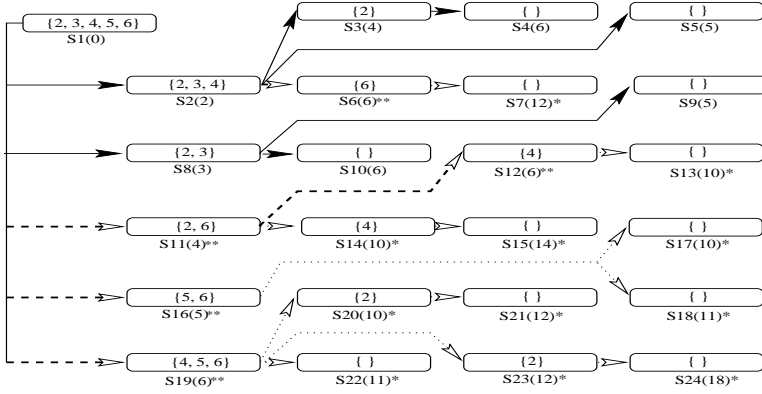 {2, 3, 4, 5, 6}
S1(0)
{2}
S3(4)
{ }
S4(6)
{ }
S5(5)
{2, 3, 4}
S2(2)
{6}
S6(6)**
{ }
S7(12)*
{ }
S9(5)
{2, 3}
S8(3)
{ }
S10(6)
{4}
S12(6)**
{ }
S13(10)*
{2, 6}
S11(4)**
{4}
S14(10)*
{ }
S15(14)*
{ }
S17(10)*
{5, 6}
S16(5)**
{2}
S20(10)*
{ }
S21(12)*
{ }
S18(11)*
{4, 5, 6}
S19(6)**
{ }
S22(11)*
{2}
S23(12)*
{ }
S24(18)*